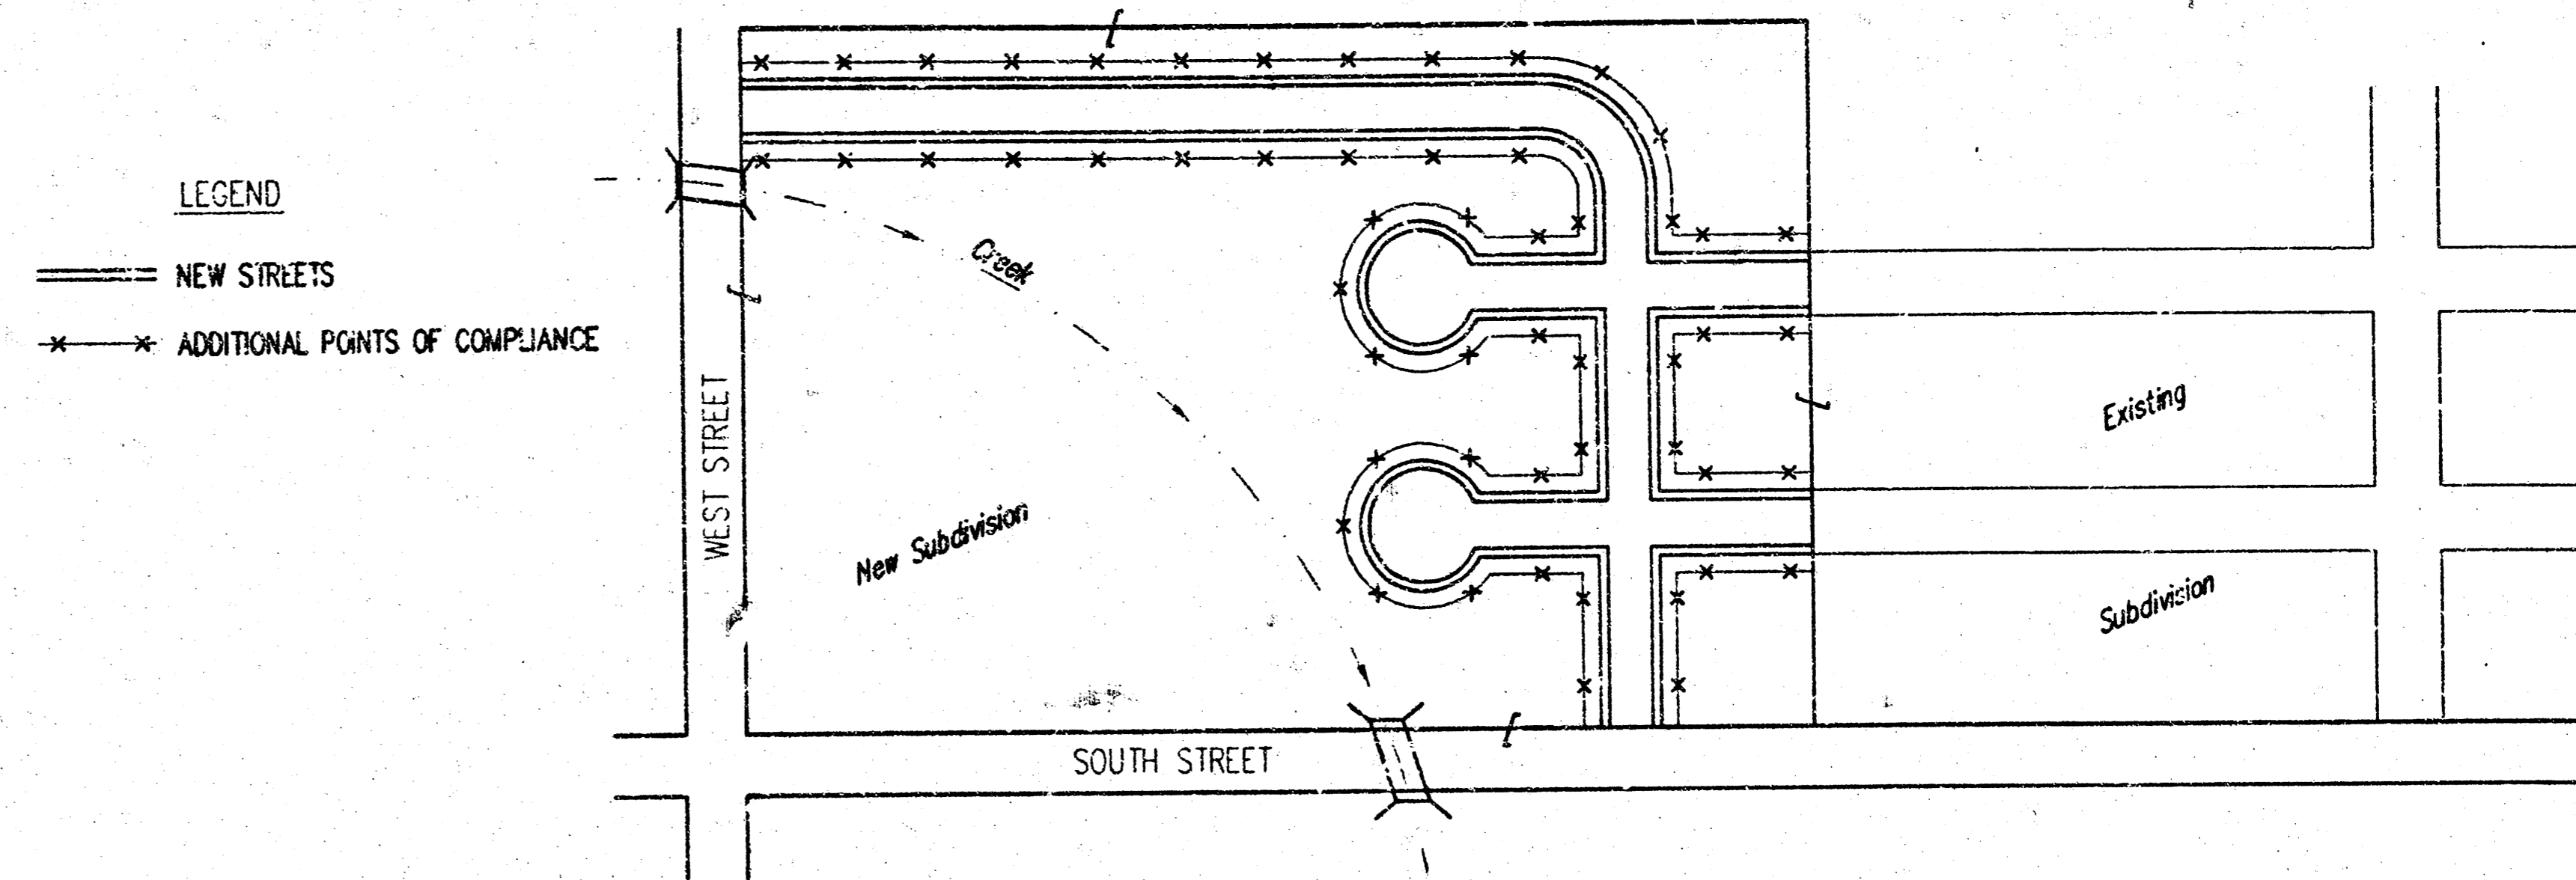 LEGEND
NEW STREETS
ADDITIONAL POINTS OF COMPLIANCE
WEST STREET
Creek
New Subdivision
SOUTH STREET
Existing
Subdivision